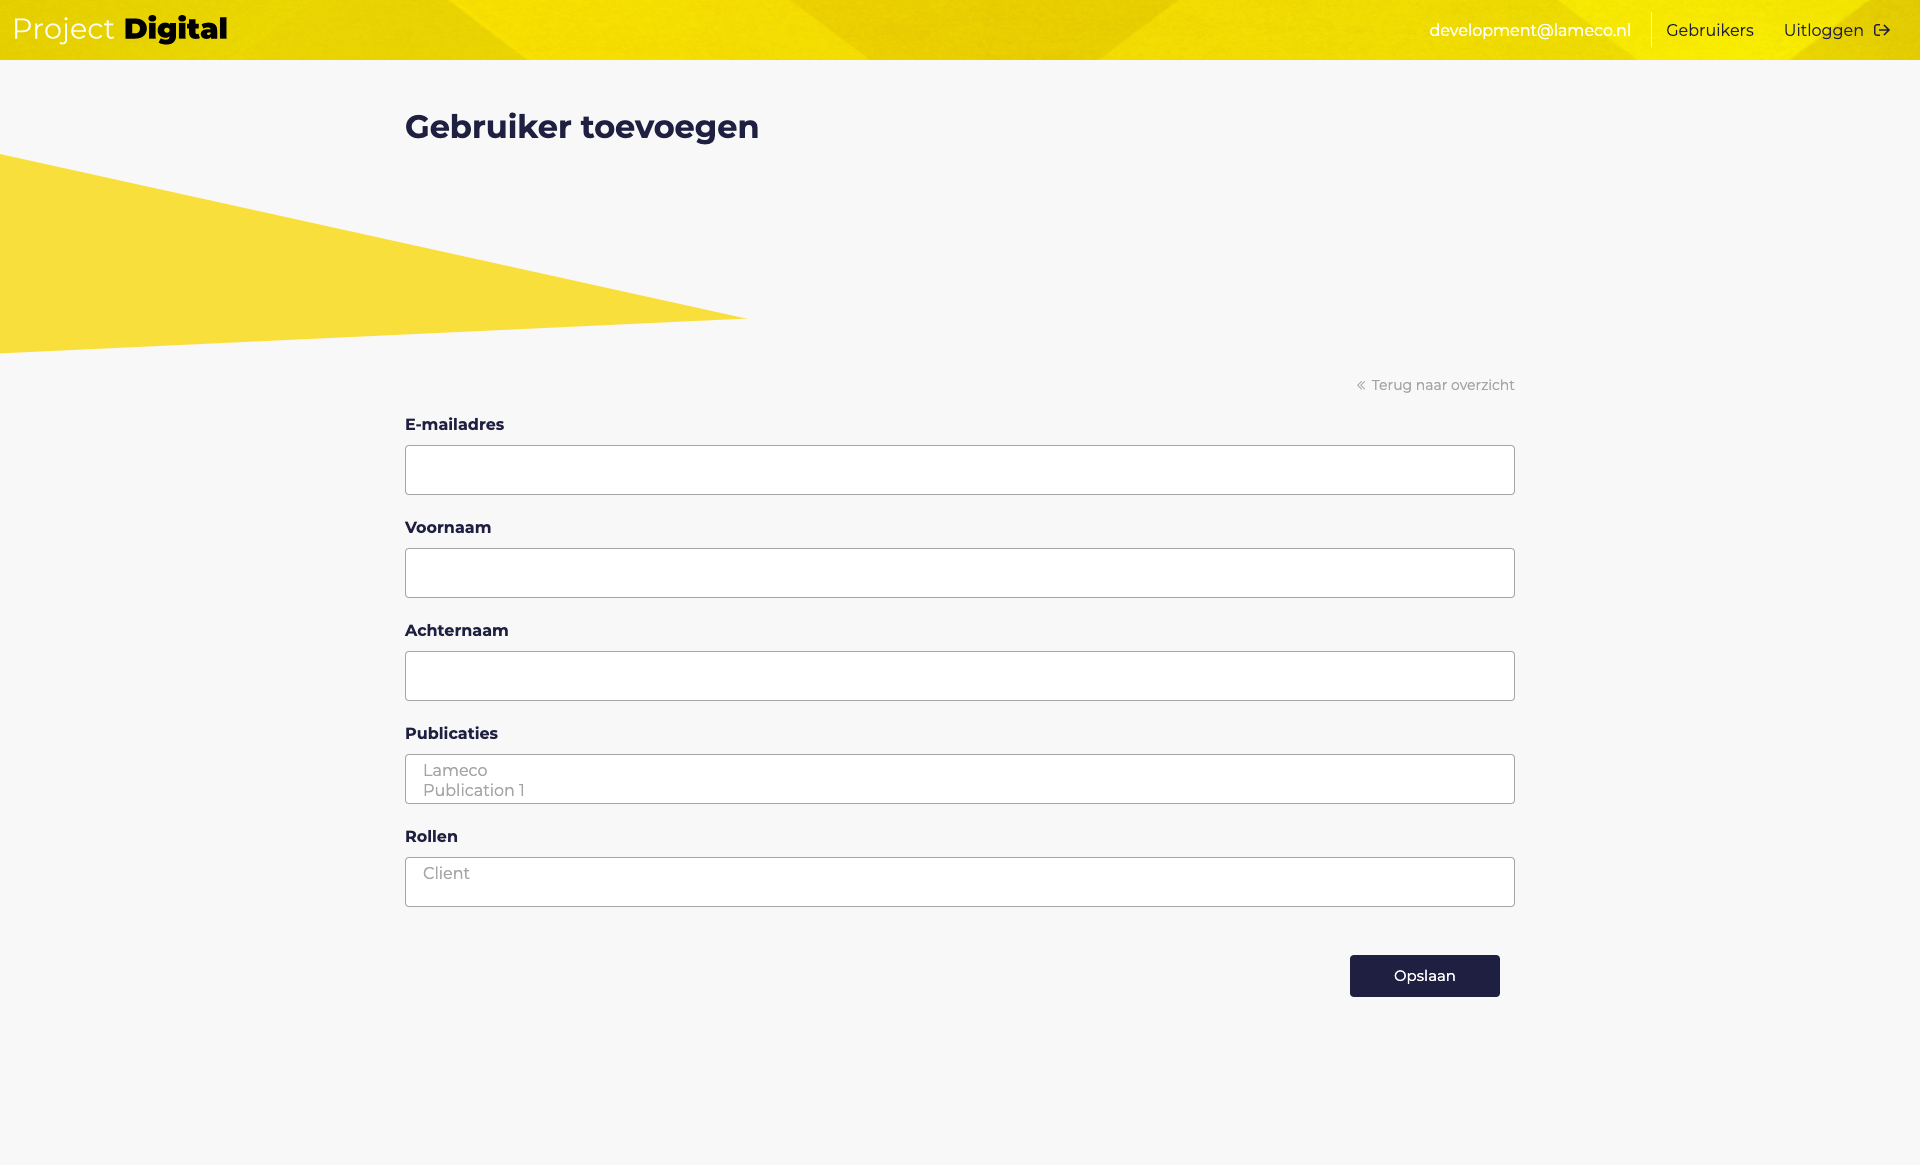 Project Digital
development@lameco.nl
Gebruikers
Uitloggen
Gebruiker toevoegen
« Terug naar overzicht
E-mailadres
Voornaam
Achternaam
Publicaties
Lameco
Publication 1
Rollen
Client
Opslaan